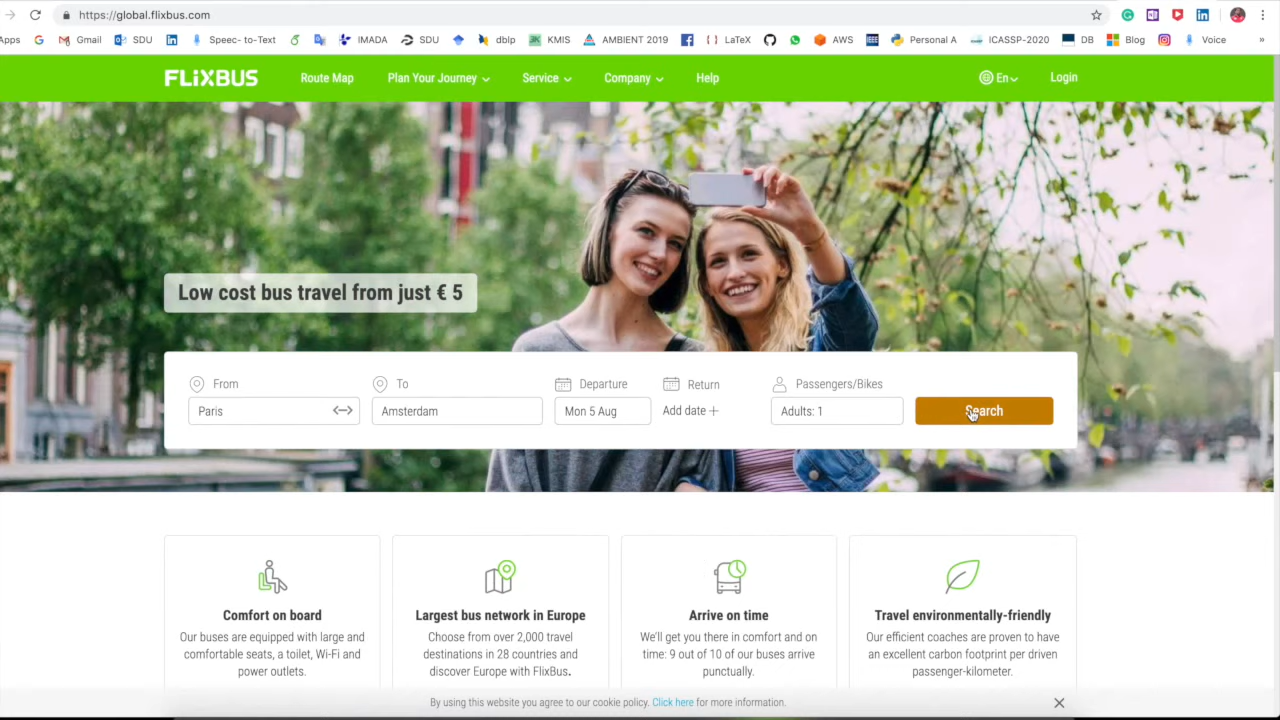 https://global.flixbus.com
Apps Gmail SDU Speec- to-Text IMADA SDU dblp KMIS AMBIENT 2019 LaTeX AWS Personal A ICASSP-2020 DB Blog Voice »
FLiXBUS Route Map Plan Your Journey Service Company Help En Login
Low cost bus travel from just € 5
From To Departure Return Passengers/Bikes
Paris Amsterdam Mon 5 Aug Add date + Adults: 1 Search
Comfort on board
Our buses are equipped with large and
comfortable seats, a toilet, Wi-Fi and
power outlets.
Largest bus network in Europe
Choose from over 2,000 travel
destinations in 28 countries and
discover Europe with FlixBus.
Arrive on time
We'll get you there in comfort and on
time: 9 out of 10 of our buses arrive
punctually.
Travel environmentally-friendly
Our efficient coaches are proven to have
an excellent carbon footprint per driven
passenger-kilometer.
By using this website you agree to our cookie policy. Click here for more information.